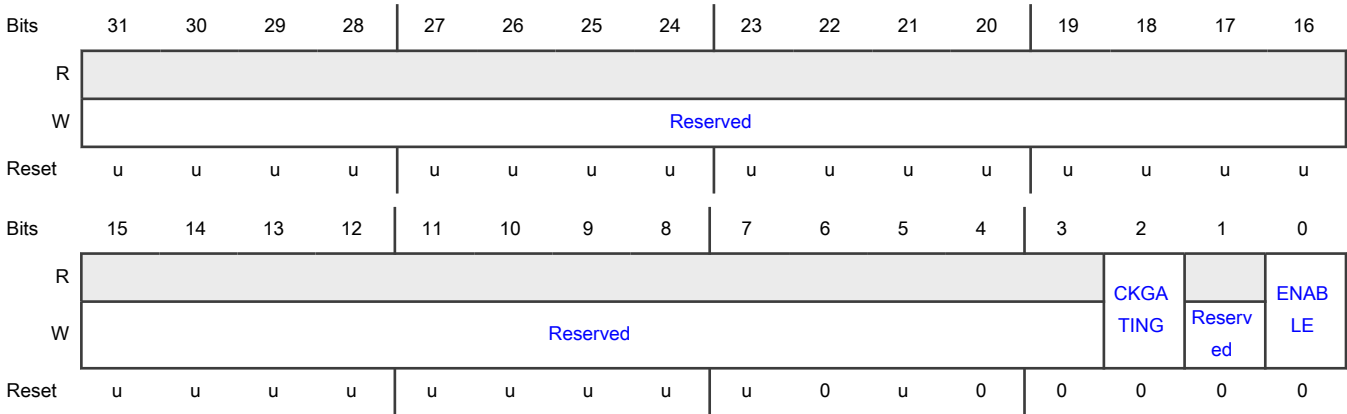 Bits 31 30 29 28 27 26 25 24 23 22 21 20 19 18 17 16
R
W Reserved
Reset u u u u u u u u u u u u u u u u
Bits 15 14 13 12 11 10 9 8 7 6 5 4 3 2 1 0
R
CKGA
TING
ENAB
LE
W Reserved
Reserv
ed
Reset u u u u u u u u u 0 u 0 0 0 0 0